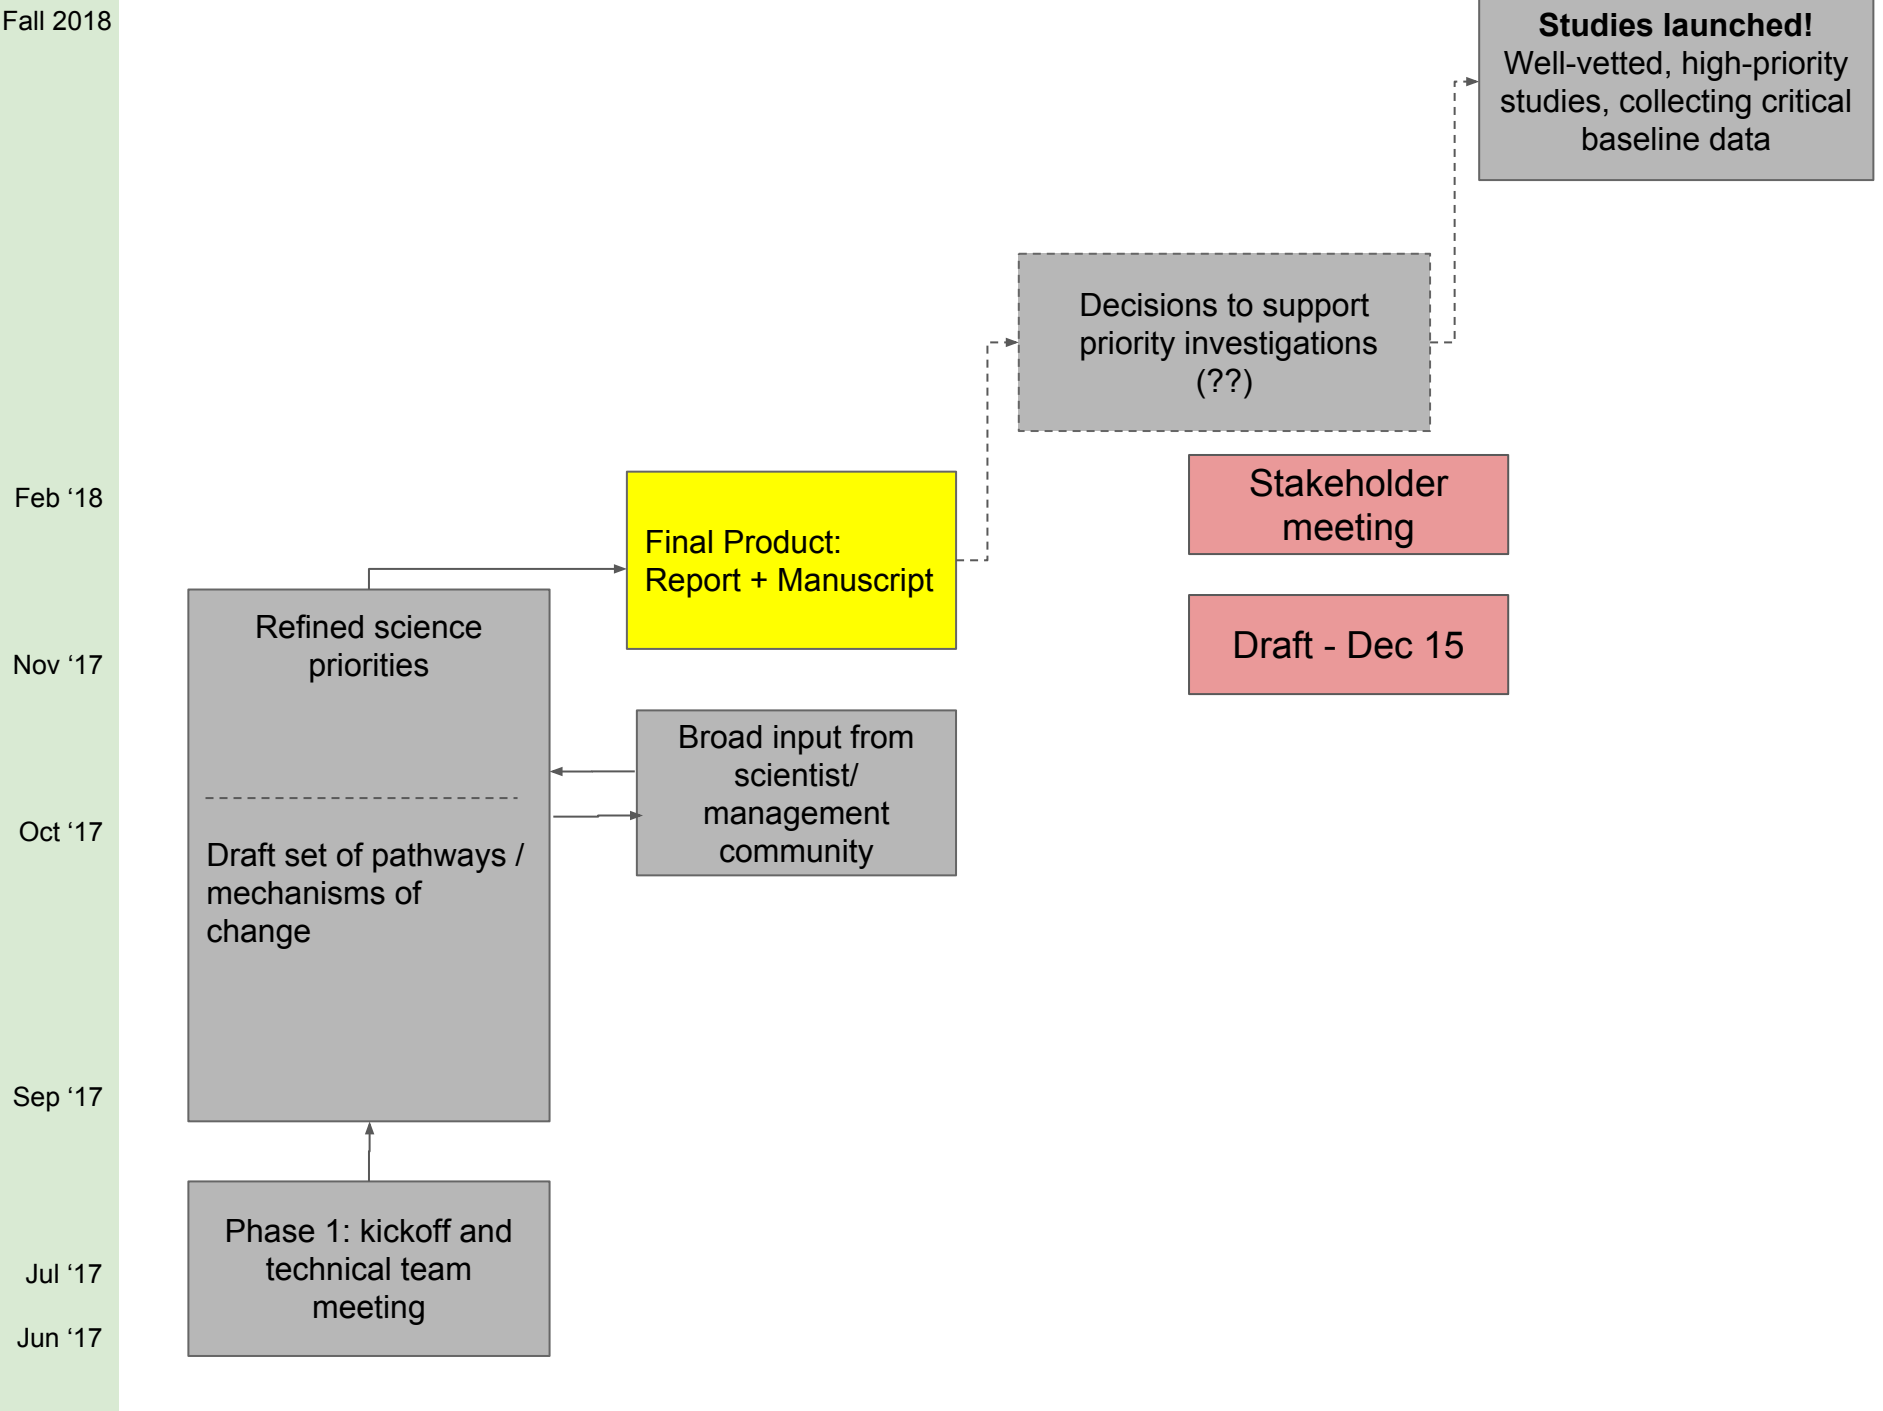 Fall 2018
Studies launched!
Well-vetted, high-priority
studies, collecting critical
baseline data
Decisions to support
priority investigations
(??)
Feb ‘18
Stakeholder
meeting
Final Product:
Report + Manuscript
Refined science
priorities
Draft - Dec 15
Nov ‘17
Broad input from
scientist/
management
community
Oct ‘17
Draft set of pathways /
mechanisms of
change
Sep ‘17
Phase 1: kickoff and
technical team
meeting
Jul ‘17
Jun ‘17